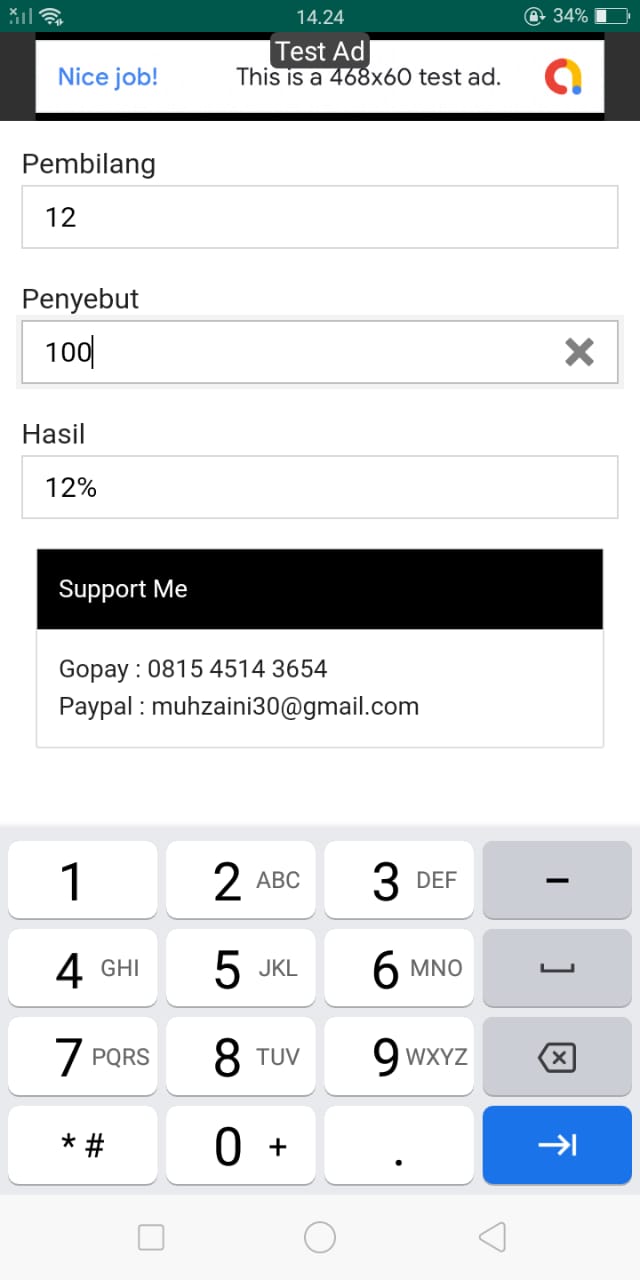 14.24
34%
Test Ad
Nice job! This is a 468x60 test ad.
Pembilang
12
Penyebut
100
Hasil
12%
Support Me
Gopay : 0815 4514 3654
Paypal : muhzaini30@gmail.com
1 2 ABC 3 DEF −
4 GHI 5 JKL 6 MNO
7 PQRS 8 TUV 9 WXYZ
* # 0 + .